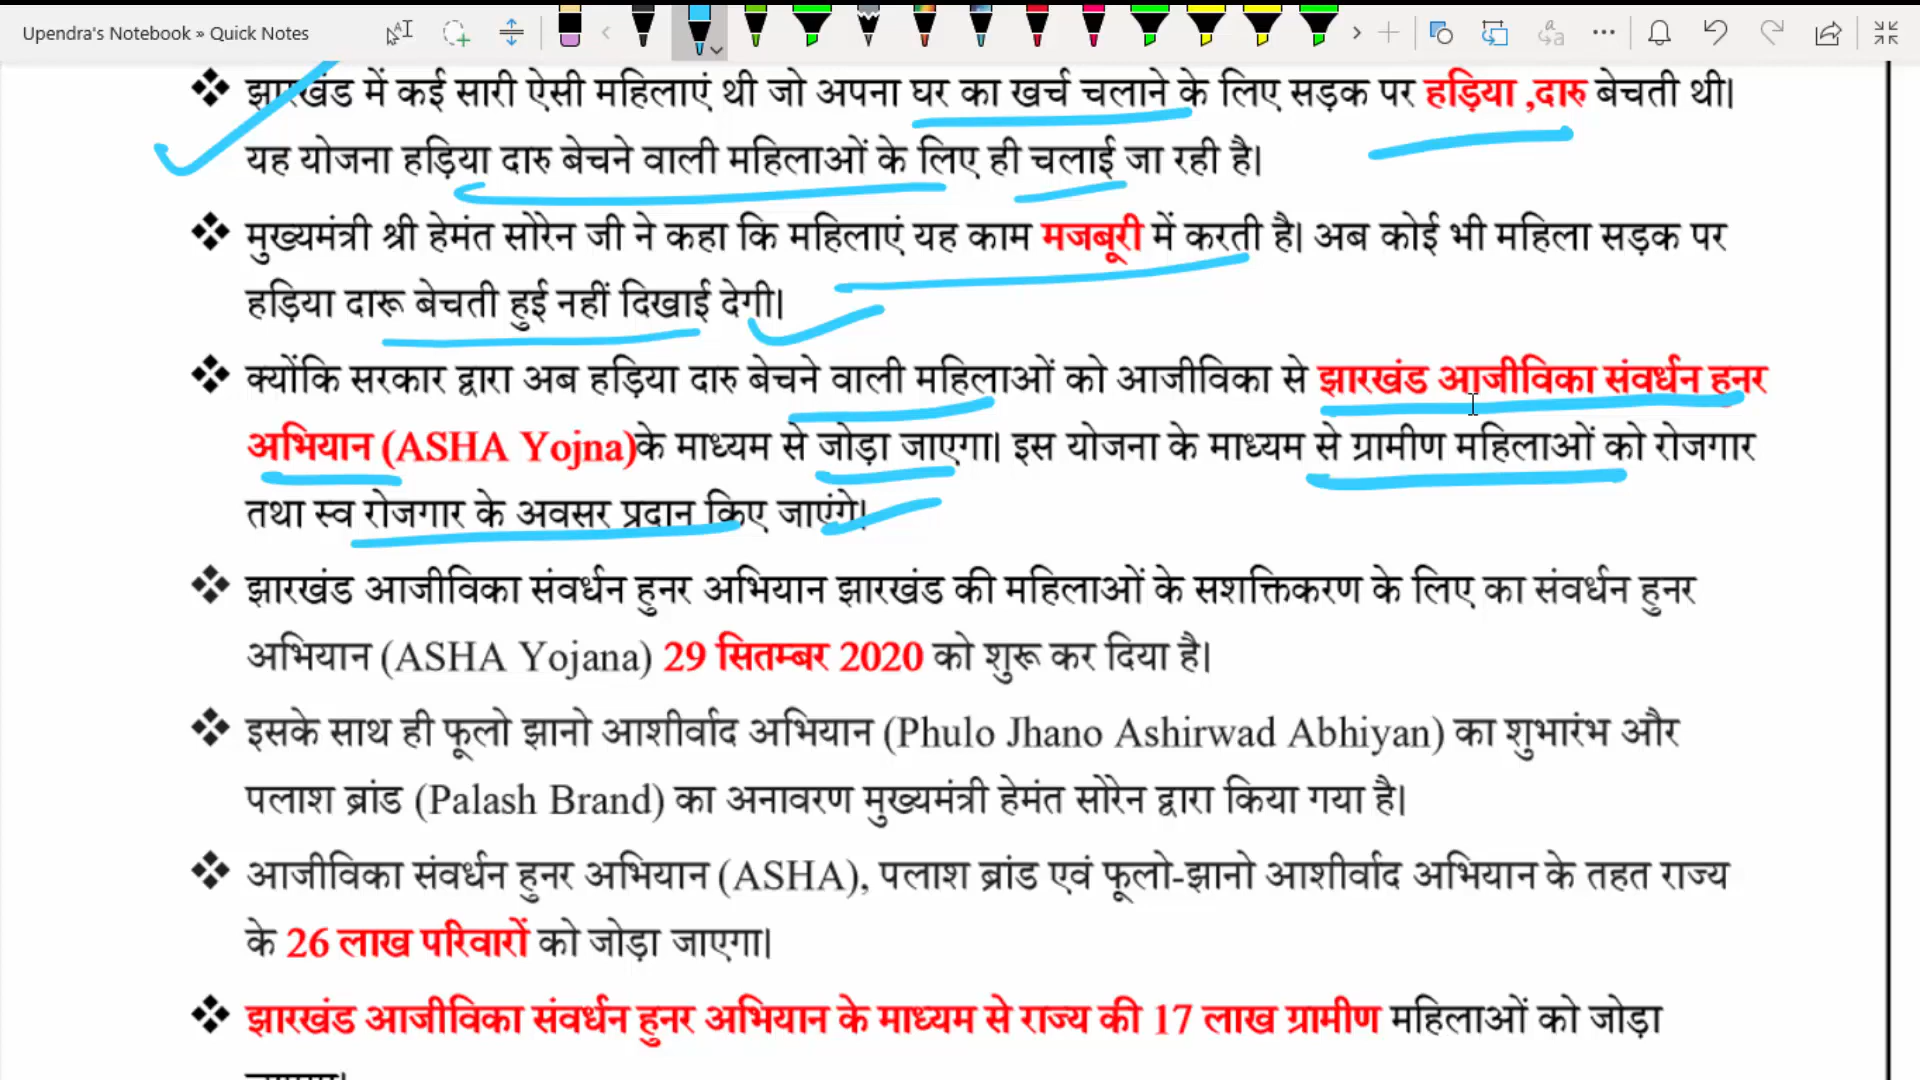 Upendra's Notebook » Quick Notes
❖ झारखंड में कई सारी ऐसी महिलाएं थी जो अपना घर का खर्च चलाने के लिए सड़क पर हड़िया ,दारु बेचती थी।
यह योजना हड़िया दारु बेचने वाली महिलाओं के लिए ही चलाई जा रही है।
❖ मुख्यमंत्री श्री हेमंत सोरेन जी ने कहा कि महिलाएं यह काम मजबूरी में करती है। अब कोई भी महिला सड़क पर
हड़िया दारू बेचती हुई नहीं दिखाई देगी।
❖ क्योंकि सरकार द्वारा अब हड़िया दारु बेचने वाली महिलाओं को आजीविका से झारखंड आजीविका संवर्धन हुनर
अभियान (ASHA Yojna)के माध्यम से जोड़ा जाएगा। इस योजना के माध्यम से ग्रामीण महिलाओं को रोजगार
तथा स्व रोजगार के अवसर प्रदान किए जाएंगे।
❖ झारखंड आजीविका संवर्धन हुनर अभियान झारखंड की महिलाओं के सशक्तिकरण के लिए का संवर्धन हुनर
अभियान (ASHA Yojana) 29 सितम्बर 2020 को शुरू कर दिया है।
❖ इसके साथ ही फूलो झानो आशीर्वाद अभियान (Phulo Jhano Ashirwad Abhiyan) का शुभारंभ और
पलाश ब्रांड (Palash Brand) का अनावरण मुख्यमंत्री हेमंत सोरेन द्वारा किया गया है।
❖ आजीविका संवर्धन हुनर अभियान (ASHA), पलाश ब्रांड एवं फूलो-झानो आशीर्वाद अभियान के तहत राज्य
के 26 लाख परिवारों को जोड़ा जाएगा।
❖ झारखंड आजीविका संवर्धन हुनर अभियान के माध्यम से राज्य की 17 लाख ग्रामीण महिलाओं को जोड़ा